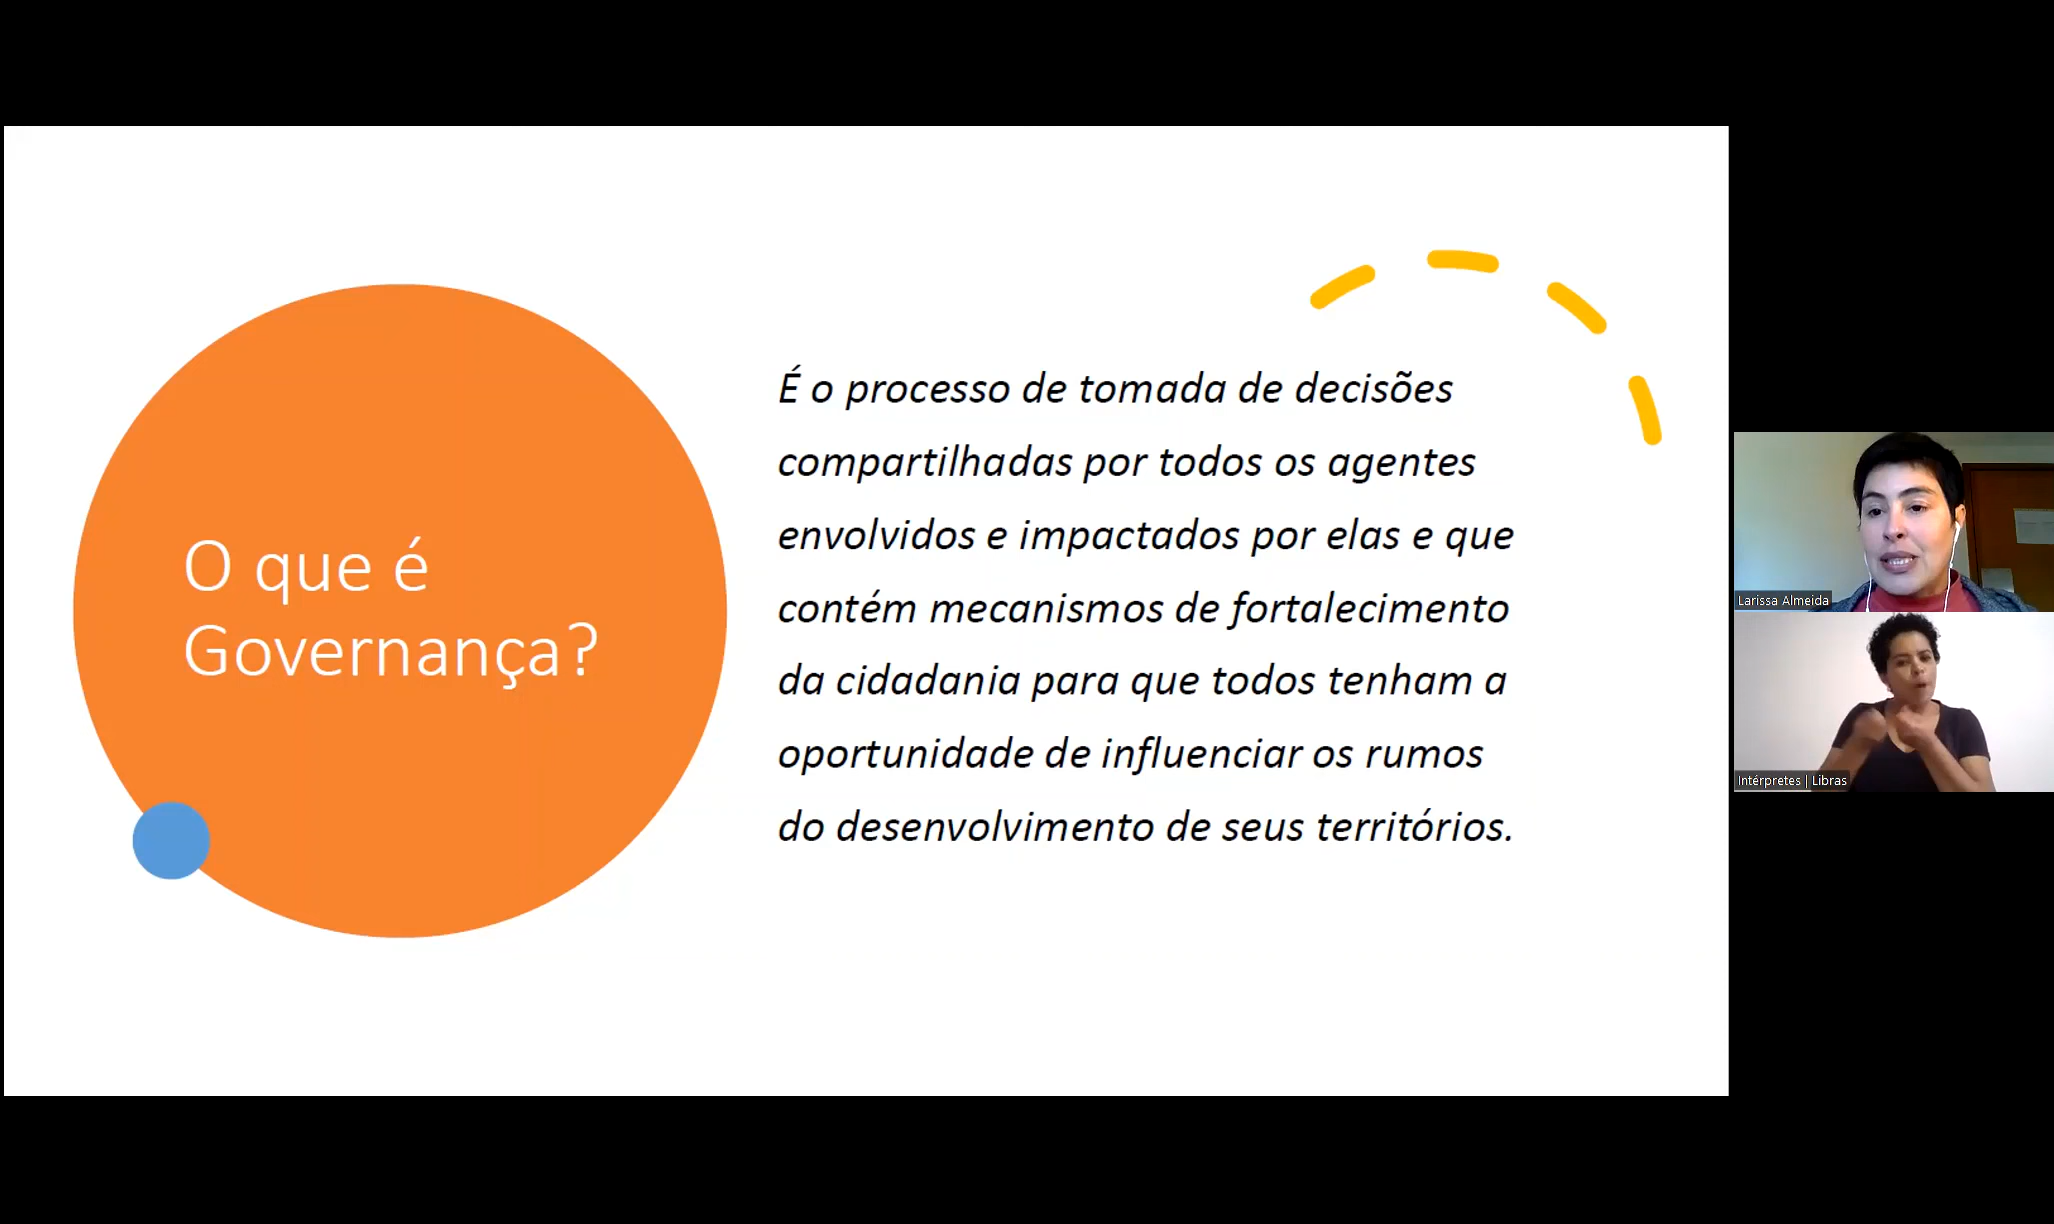 O que é
Governança?
É o processo de tomada de decisões
compartilhadas por todos os agentes
envolvidos e impactados por elas e que
contém mecanismos de fortalecimento
da cidadania para que todos tenham a
oportunidade de influenciar os rumos
do desenvolvimento de seus territórios.
Larissa Almeida
Intérpretes | Libras